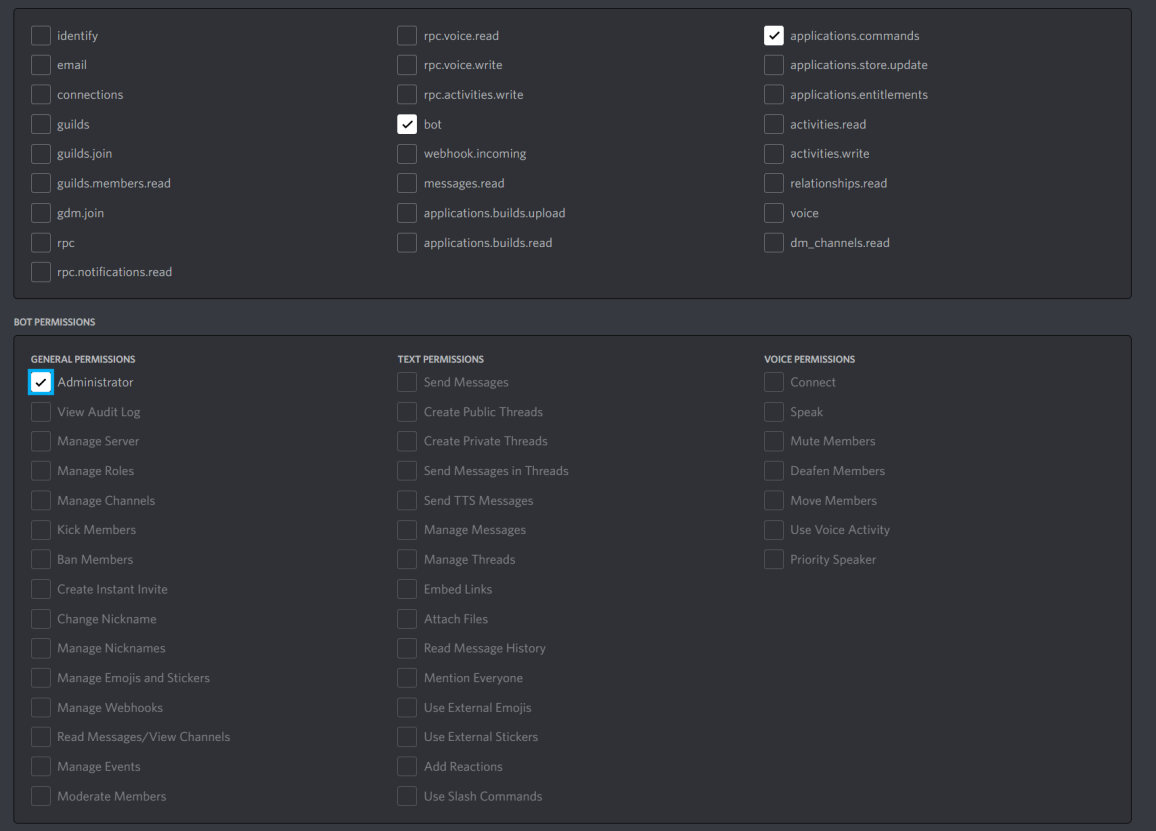 identify
email
connections
guilds
guilds.join
guilds.members.read
gdm.join
rpc
rpc.notifications.read
rpc.voice.read
rpc.voice.write
rpc.activities.write
bot
webhook.incoming
messages.read
applications.builds.upload
applications.builds.read
applications.commands
applications.store.update
applications.entitlements
activities.read
activities.write
relationships.read
voice
dm_channels.read
BOT PERMISSIONS
GENERAL PERMISSIONS
Administrator
View Audit Log
Manage Server
Manage Roles
Manage Channels
Kick Members
Ban Members
Create Instant Invite
Change Nickname
Manage Nicknames
Manage Emojis and Stickers
Manage Webhooks
Read Messages/View Channels
Manage Events
Moderate Members
TEXT PERMISSIONS
Send Messages
Create Public Threads
Create Private Threads
Send Messages in Threads
Send TTS Messages
Manage Messages
Manage Threads
Embed Links
Attach Files
Read Message History
Mention Everyone
Use External Emojis
Use External Stickers
Add Reactions
Use Slash Commands
VOICE PERMISSIONS
Connect
Speak
Mute Members
Deafen Members
Move Members
Use Voice Activity
Priority Speaker